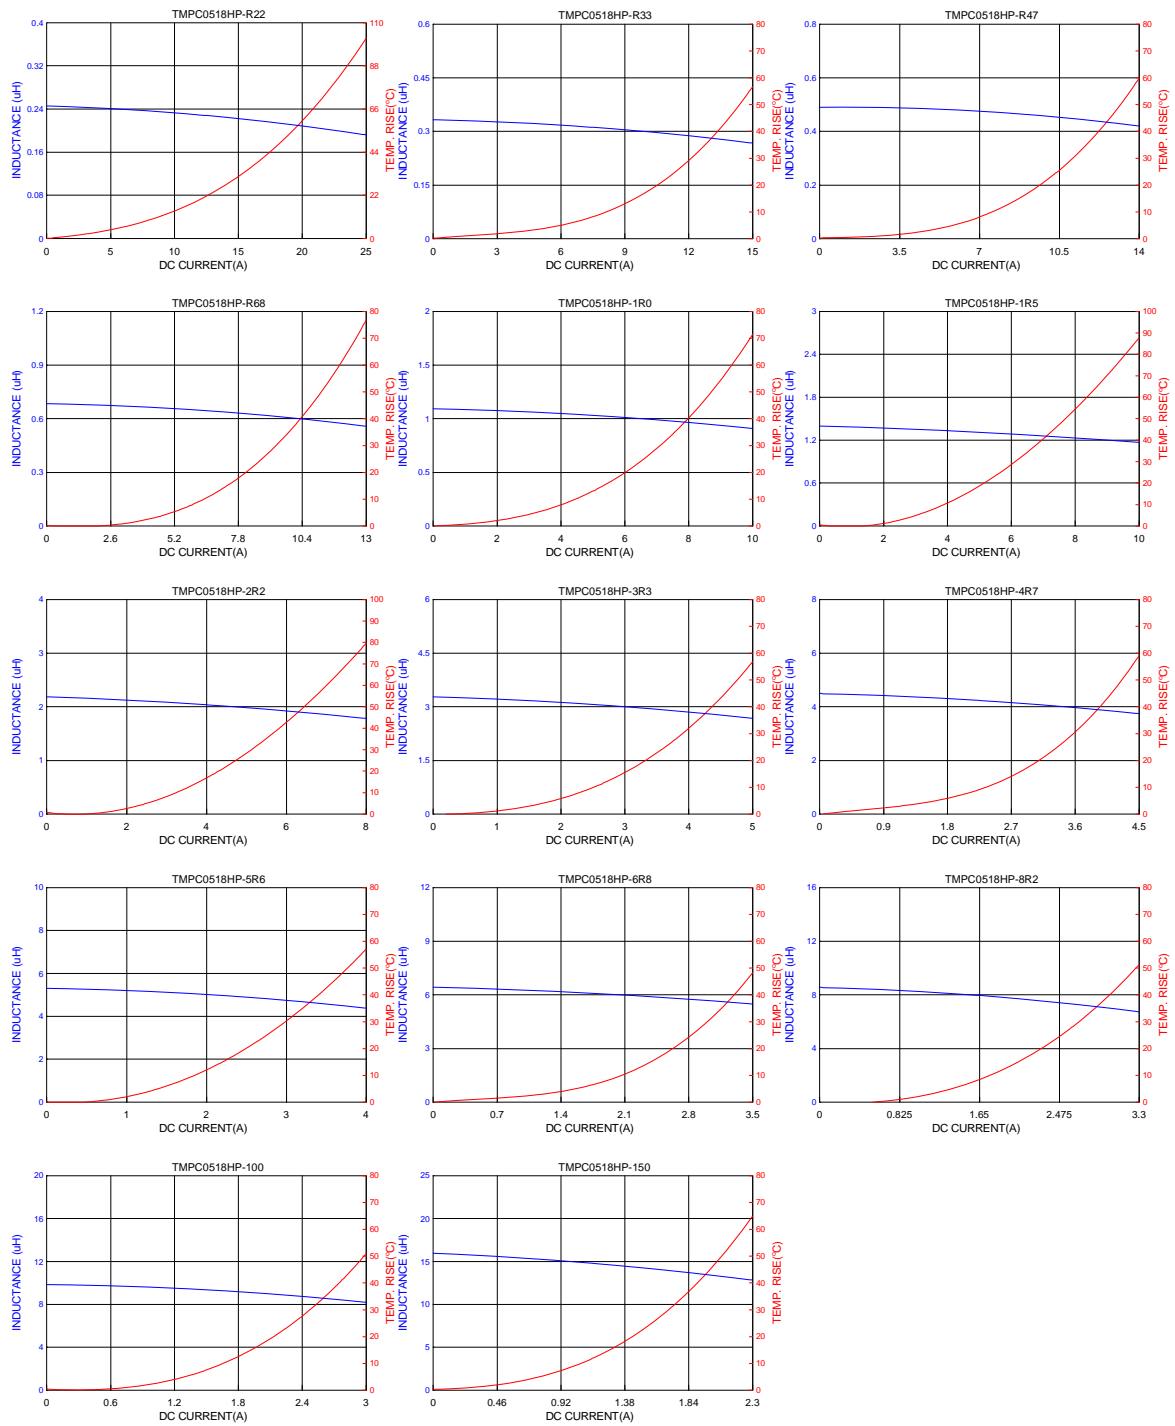 TMPC0518HP-R22
0.4
0.32
0.24
0.16
0.08
0
INDUCTANCE (uH)
110
88
66
44
22
0
TEMP. RISE(°C)
0 5 10 15 20 25
DC CURRENT(A)
TMPC0518HP-R33
0.6
0.45
0.3
0.15
0
INDUCTANCE (uH)
80
70
60
50
40
30
20
10
0
TEMP. RISE(°C)
0 3 6 9 12 15
DC CURRENT(A)
TMPC0518HP-R47
0.8
0.6
0.4
0.2
0
INDUCTANCE (uH)
80
70
60
50
40
30
20
10
0
TEMP. RISE(°C)
0 3.5 7 10.5 14
DC CURRENT(A)
TMPC0518HP-R68
1.2
0.9
0.6
0.3
0
INDUCTANCE (uH)
80
70
60
50
40
30
20
10
0
TEMP. RISE(°C)
0 2.6 5.2 7.8 10.4 13
DC CURRENT(A)
TMPC0518HP-1R0
2
1.5
1
0.5
0
INDUCTANCE (uH)
80
70
60
50
40
30
20
10
0
TEMP. RISE(°C)
0 2 4 6 8 10
DC CURRENT(A)
TMPC0518HP-1R5
3
2.4
1.8
1.2
0.6
0
INDUCTANCE (uH)
100
90
80
70
60
50
40
30
20
10
0
TEMP. RISE(°C)
0 2 4 6 8 10
DC CURRENT(A)
TMPC0518HP-2R2
4
3
2
1
0
INDUCTANCE (uH)
100
90
80
70
60
50
40
30
20
10
0
TEMP. RISE(°C)
0 2 4 6 8
DC CURRENT(A)
TMPC0518HP-3R3
6
4.5
3
1.5
0
INDUCTANCE (uH)
80
70
60
50
40
30
20
10
0
TEMP. RISE(°C)
0 1 2 3 4 5
DC CURRENT(A)
TMPC0518HP-4R7
8
6
4
2
0
INDUCTANCE (uH)
80
70
60
50
40
30
20
10
0
TEMP. RISE(°C)
0 0.9 1.8 2.7 3.6 4.5
DC CURRENT(A)
TMPC0518HP-5R6
10
8
6
4
2
0
INDUCTANCE (uH)
80
70
60
50
40
30
20
10
0
TEMP. RISE(°C)
0 1 2 3 4
DC CURRENT(A)
TMPC0518HP-6R8
12
9
6
3
0
INDUCTANCE (uH)
80
70
60
50
40
30
20
10
0
TEMP. RISE(°C)
0 0.7 1.4 2.1 2.8 3.5
DC CURRENT(A)
TMPC0518HP-8R2
16
12
8
4
0
INDUCTANCE (uH)
80
70
60
50
40
30
20
10
0
TEMP. RISE(°C)
0 0.825 1.65 2.475 3.3
DC CURRENT(A)
TMPC0518HP-100
20
16
12
8
4
0
INDUCTANCE (uH)
80
70
60
50
40
30
20
10
0
TEMP. RISE(°C)
0 0.6 1.2 1.8 2.4 3
DC CURRENT(A)
TMPC0518HP-150
25
20
15
10
5
0
INDUCTANCE (uH)
80
70
60
50
40
30
20
10
0
TEMP. RISE(°C)
0 0.46 0.92 1.38 1.84 2.3
DC CURRENT(A)